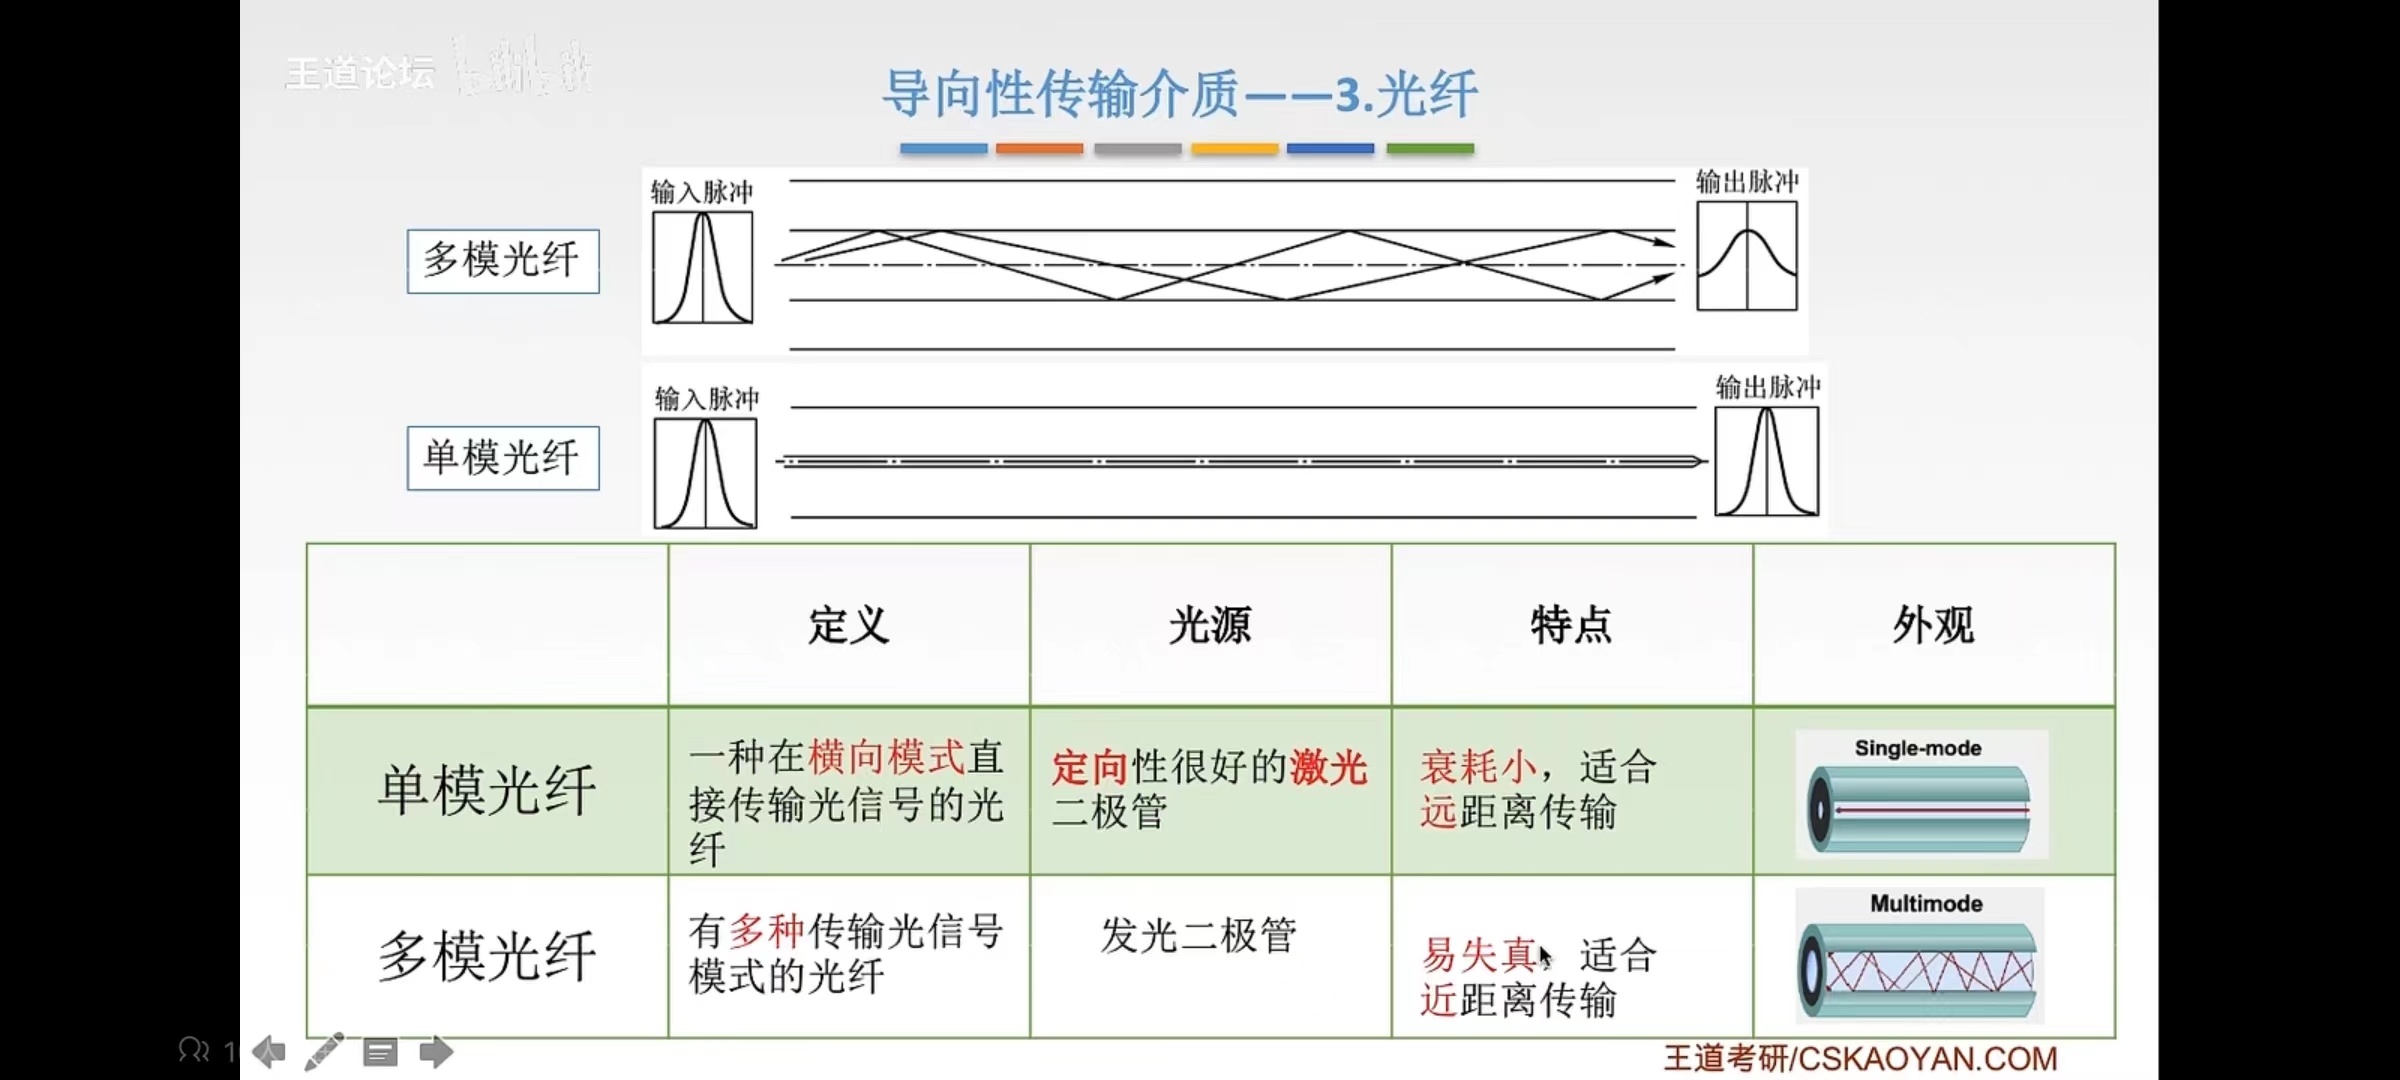 王道论坛
导向性传输介质——3.光纤
输入脉冲
输出脉冲
多模光纤
输入脉冲
输出脉冲
单模光纤
定义
光源
特点
外观
单模光纤
一种在横向模式直
接传输光信号的光
纤
定向性很好的激光
二极管
衰耗小，适合
远距离传输
Single-mode
多模光纤
有多种传输光信号
模式的光纤
发光二极管
易失真 适合
近距离传输
Multimode
王道考研/CSKAOYAN.COM